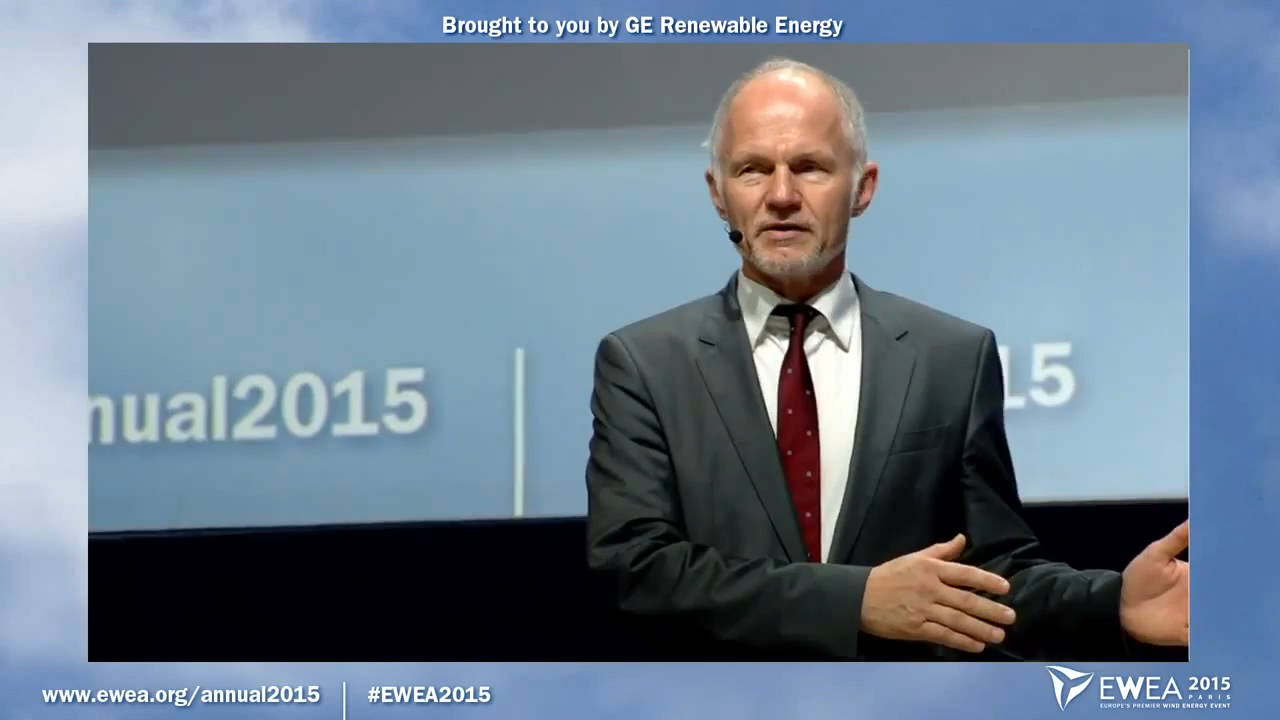 Brought to you by GE Renewable Energy
nual2015
15
www.ewea.org/annual2015 | #EWEA2015
EWEA 2015
PARIS
EUROPE'S PREMIER WIND ENERGY EVENT